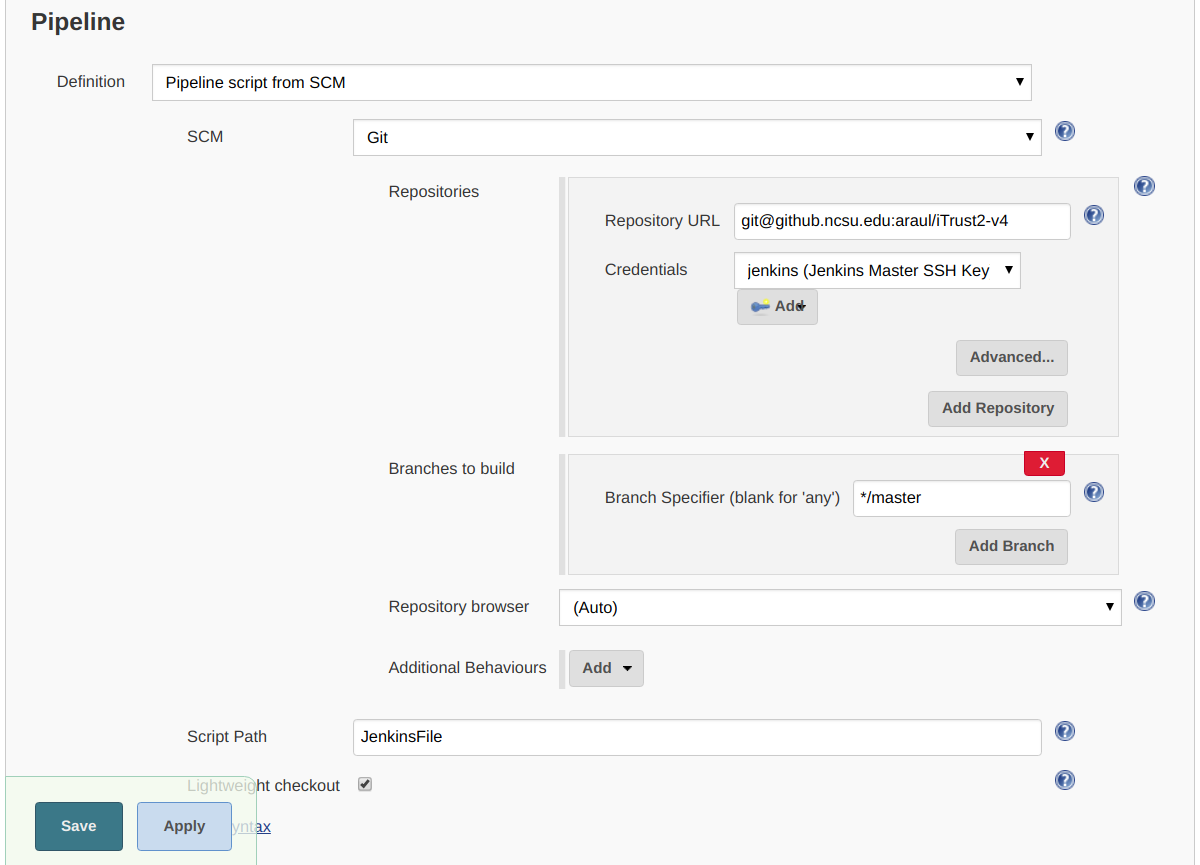 Pipeline
Definition Pipeline script from SCM
SCM Git
Repositories
Repository URL git@github.ncsu.edu:araul/iTrust2-v4
Credentials jenkins (Jenkins Master SSH Key
Add
Advanced...
Add Repository
Branches to build
X
Branch Specifier (blank for 'any') */master
Add Branch
Repository browser (Auto)
Additional Behaviours Add
Script Path JenkinsFile
Lightweight checkout
Save Apply yntax